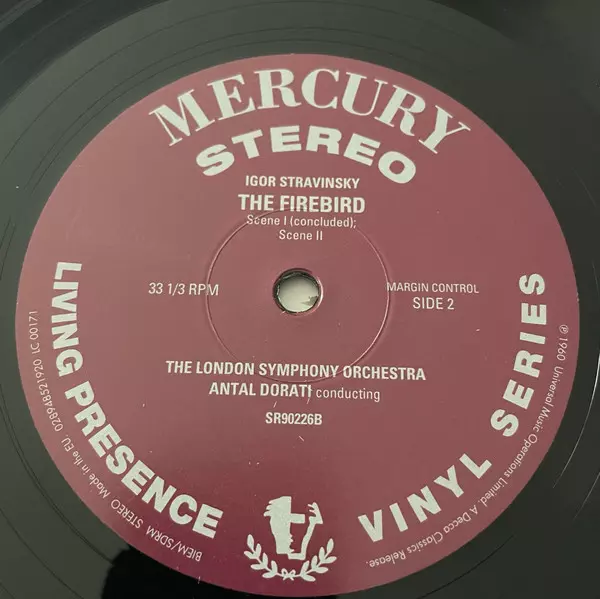 MERCURY
STEREO
IGOR STRAVINSKY
THE FIREBIRD
Scene I (concluded);
Scene II
33 1/3 RPM
MARGIN CONTROL
SIDE 2
THE LONDON SYMPHONY ORCHESTRA
ANTAL DORATI conducting
SR90226B
LIVING PRESENCE
VINYL SERIES
BIEM/SDRM STEREO Made in the EU. 028948521920 LC 00171
℗ 1960 Universal Music Operations Limited. A Decca Classics Release.